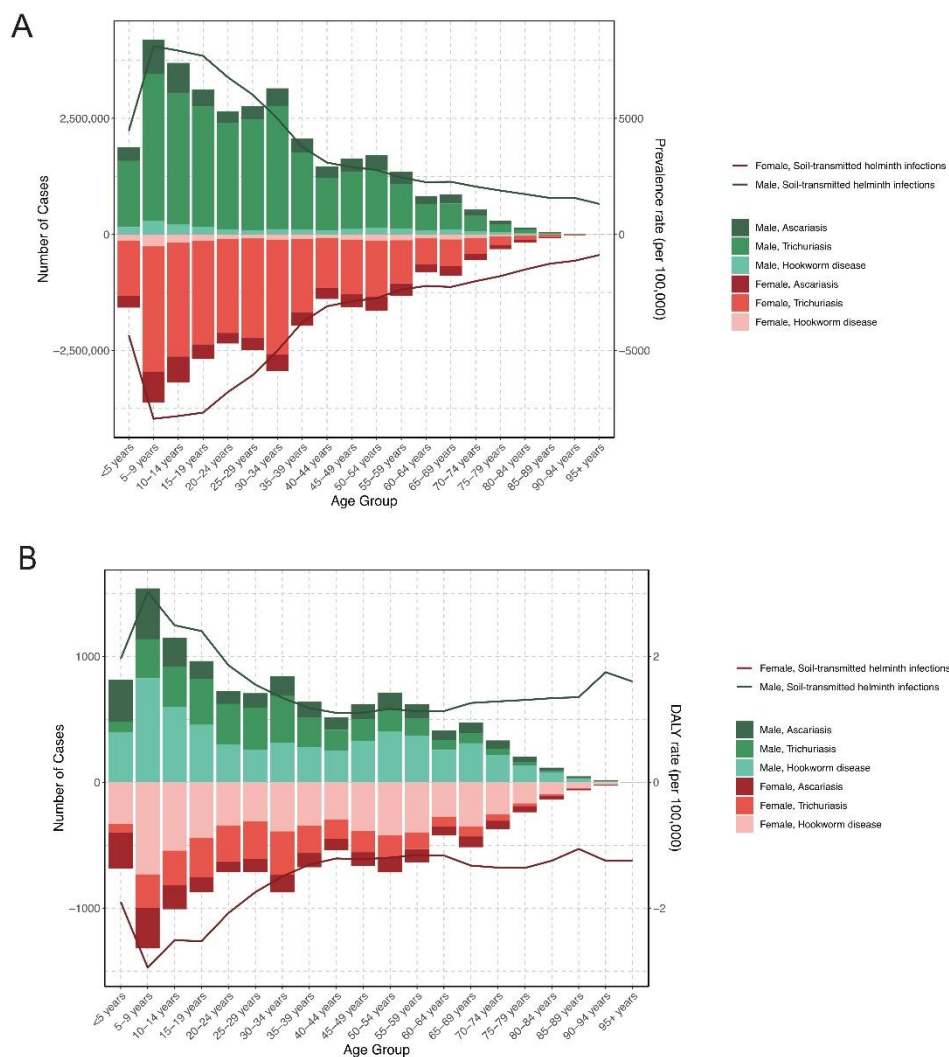 A
Number of Cases
2,500,000
0
−2,500,000
5000
0
−5000
Prevalence rate (per 100,000)
<5 years
5−9 years
10−14 years
15−19 years
20−24 years
25−29 years
30−34 years
35−39 years
40−44 years
45−49 years
50−54 years
55−59 years
60−64 years
65−69 years
70−74 years
75−79 years
80−84 years
85−89 years
90−94 years
95+ years
Age Group
Female, Soil-transmitted helminth infections
Male, Soil-transmitted helminth infections
Male, Ascariasis
Male, Trichuriasis
Male, Hookworm disease
Female, Ascariasis
Female, Trichuriasis
Female, Hookworm disease
B
Number of Cases
1000
0
−1000
2
0
−2
DALY rate (per 100,000)
<5 years
5−9 years
10−14 years
15−19 years
20−24 years
25−29 years
30−34 years
35−39 years
40−44 years
45−49 years
50−54 years
55−59 years
60−64 years
65−69 years
70−74 years
75−79 years
80−84 years
85−89 years
90−94 years
95+ years
Age Group
Female, Soil-transmitted helminth infections
Male, Soil-transmitted helminth infections
Male, Ascariasis
Male, Trichuriasis
Male, Hookworm disease
Female, Ascariasis
Female, Trichuriasis
Female, Hookworm disease